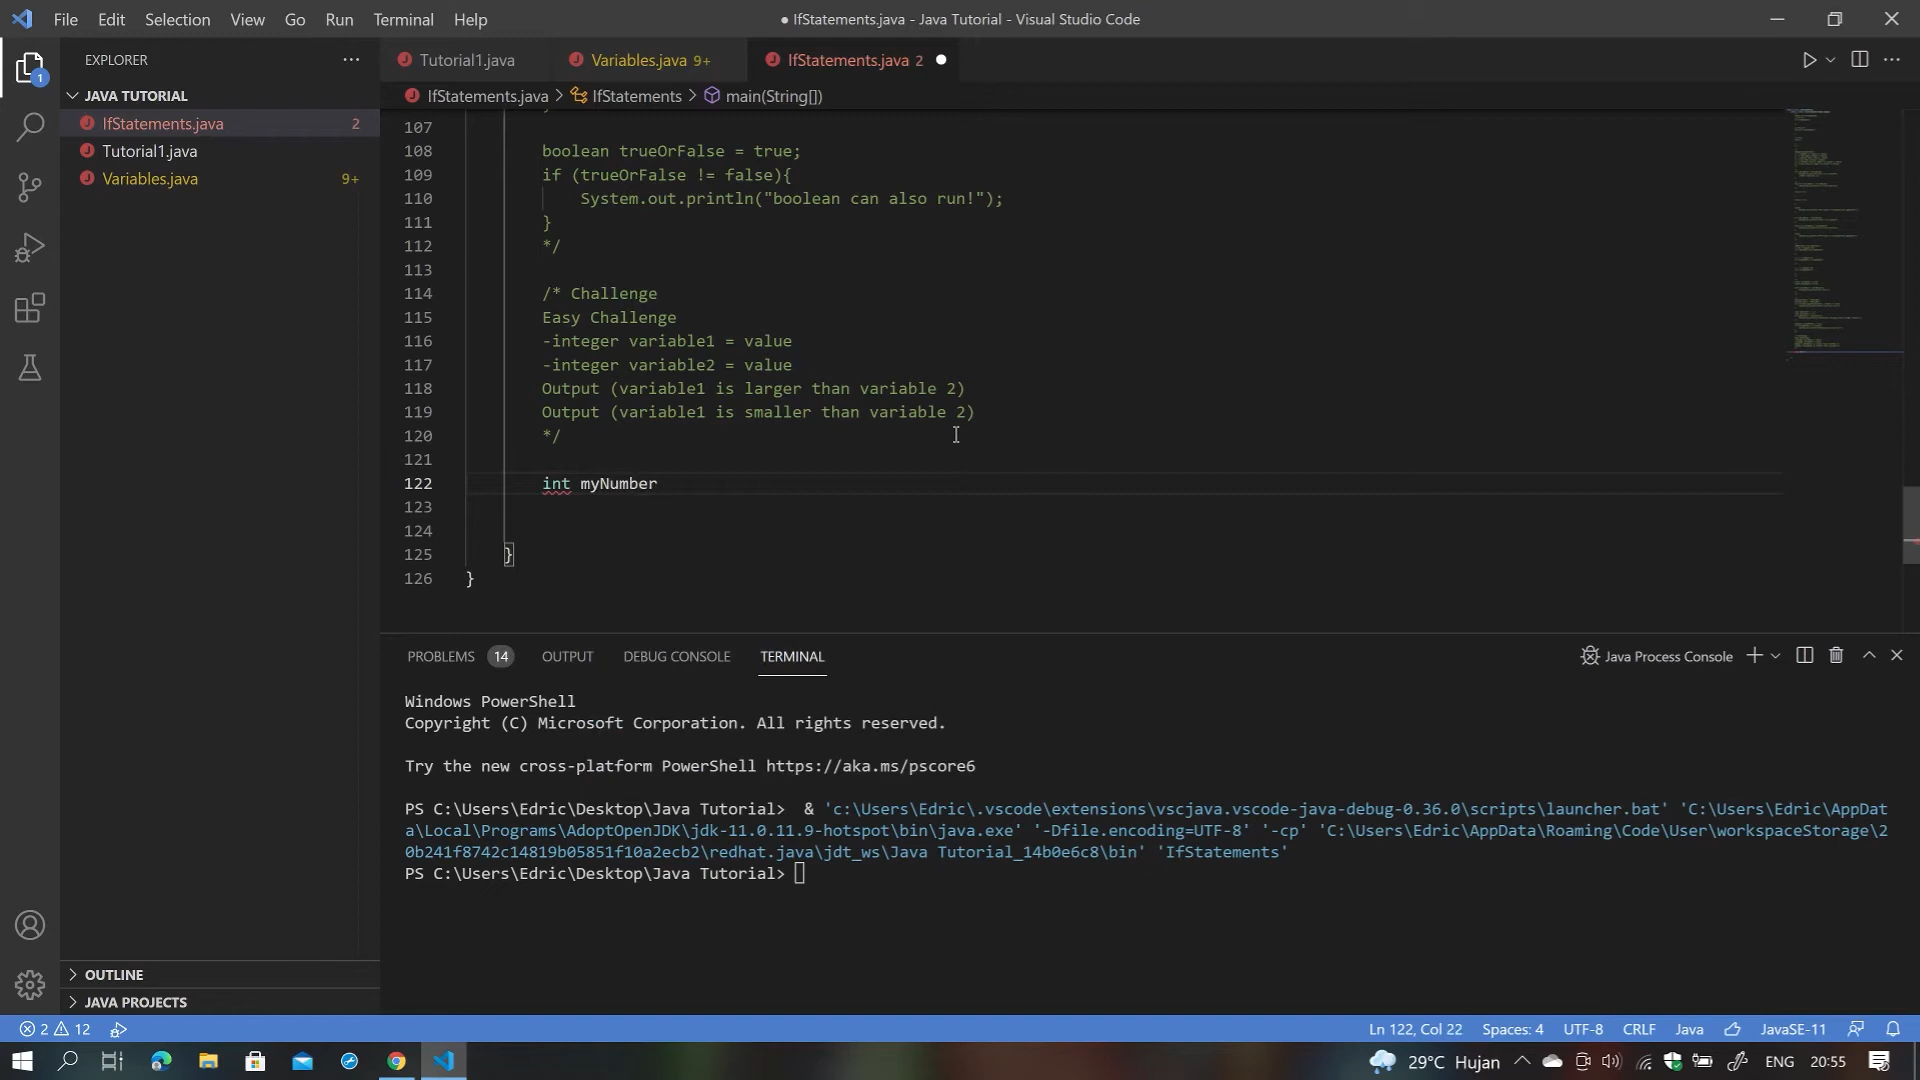 File Edit Selection View Go Run Terminal Help
● IfStatements.java - Java Tutorial - Visual Studio Code
EXPLORER
Tutorial1.java
Variables.java 9+
IfStatements.java 2
JAVA TUTORIAL
IfStatements.java > IfStatements > main(String[])
IfStatements.java 2
Tutorial1.java
Variables.java 9+
107
108 boolean trueOrFalse = true;
109 if (trueOrFalse != false){
110 System.out.println("boolean can also run!");
111 }
112 */
113
114 /* Challenge
115 Easy Challenge
116 -integer variable1 = value
117 -integer variable2 = value
118 Output (variable1 is larger than variable 2)
119 Output (variable1 is smaller than variable 2)
120 */
121
122 int myNumber
123
124
125 }
126 }
PROBLEMS 14 OUTPUT DEBUG CONSOLE TERMINAL
Java Process Console
Windows PowerShell
Copyright (C) Microsoft Corporation. All rights reserved.
Try the new cross-platform PowerShell https://aka.ms/pscore6
PS C:\Users\Edric\Desktop\Java Tutorial> & 'c:\Users\Edric\.vscode\extensions\vscjava.vscode-java-debug-0.36.0\scripts\launcher.bat' 'C:\Users\Edric\AppDat
a\Local\Programs\AdoptOpenJDK\jdk-11.0.11.9-hotspot\bin\java.exe' '-Dfile.encoding=UTF-8' '-cp' 'C:\Users\Edric\AppData\Roaming\Code\User\workspaceStorage\2
0b241f8742c14819b05851f10a2ecb2\redhat.java\jdt_ws\Java Tutorial_14b0e6c8\bin' 'IfStatements'
PS C:\Users\Edric\Desktop\Java Tutorial>
OUTLINE
JAVA PROJECTS
2 12
Ln 122, Col 22 Spaces: 4 UTF-8 CRLF Java JavaSE-11
29°C Hujan ENG 20:55